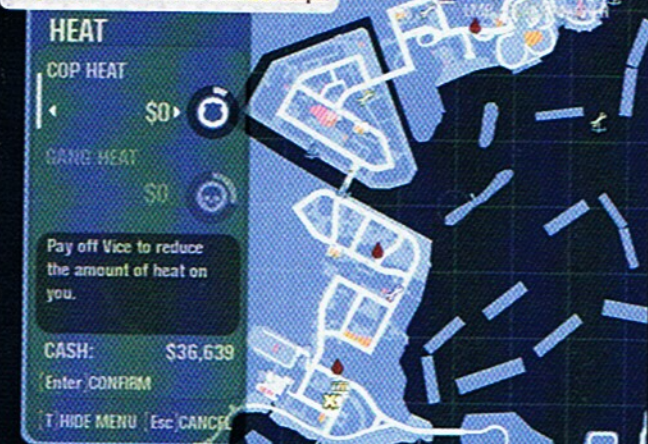 HEAT
COP HEAT
$0
GANG HEAT
$0
Pay off Vice to reduce
the amount of heat on
you.
CASH: $36,639
[Enter]CONFIRM
[T]HIDE MENU [Esc]CANCEL